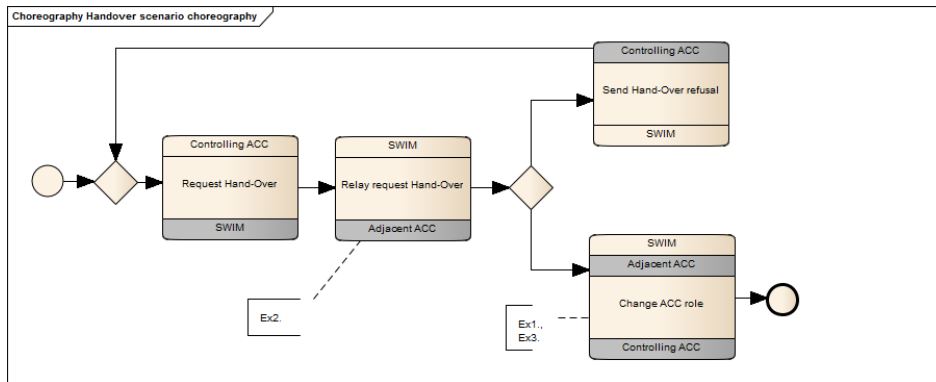 Choreography Handover scenario choreography
Controlling ACC
Send Hand-Over refusal
SWIM
Controlling ACC
Request Hand-Over
SWIM
SWIM
Relay request Hand-Over
Adjacent ACC
SWIM
Adjacent ACC
Change ACC role
Controlling ACC
Ex2.
Ex1.,
Ex3.